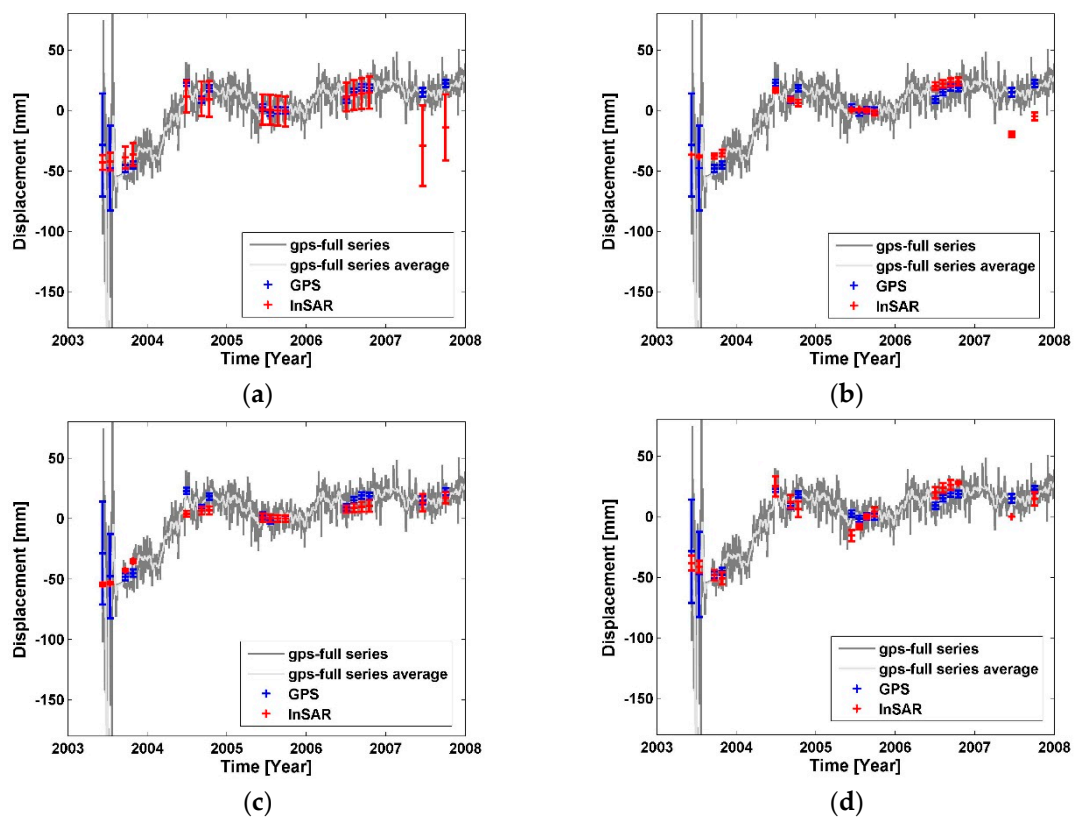 50
0
-50
-100
-150
Displacement [mm]
gps-full series
gps-full series average
GPS
InSAR
2003 2004 2005 2006 2007 2008
Time [Year]
(a)
50
0
-50
-100
-150
Displacement [mm]
gps-full series
gps-full series average
GPS
InSAR
2003 2004 2005 2006 2007 2008
Time [Year]
(b)
50
0
-50
-100
-150
Displacement [mm]
gps-full series
gps-full series average
GPS
InSAR
2003 2004 2005 2006 2007 2008
Time [Year]
(c)
50
0
-50
-100
-150
Displacement [mm]
gps-full series
gps-full series average
GPS
InSAR
2003 2004 2005 2006 2007 2008
Time [Year]
(d)